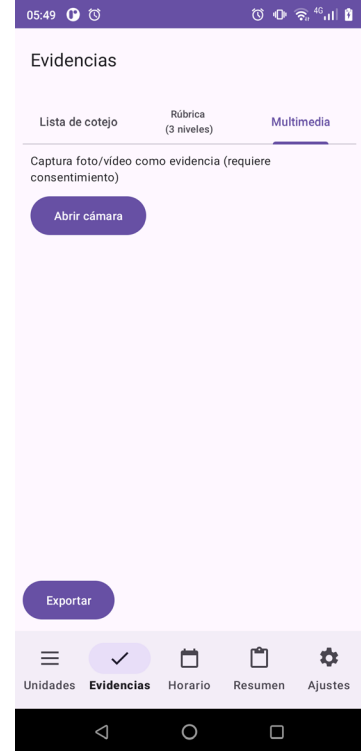 05:49
4G
Evidencias
Lista de cotejo
Rúbrica
(3 niveles)
Multimedia
Captura foto/vídeo como evidencia (requiere
consentimiento)
Abrir cámara
Exportar
Unidades Evidencias Horario Resumen Ajustes